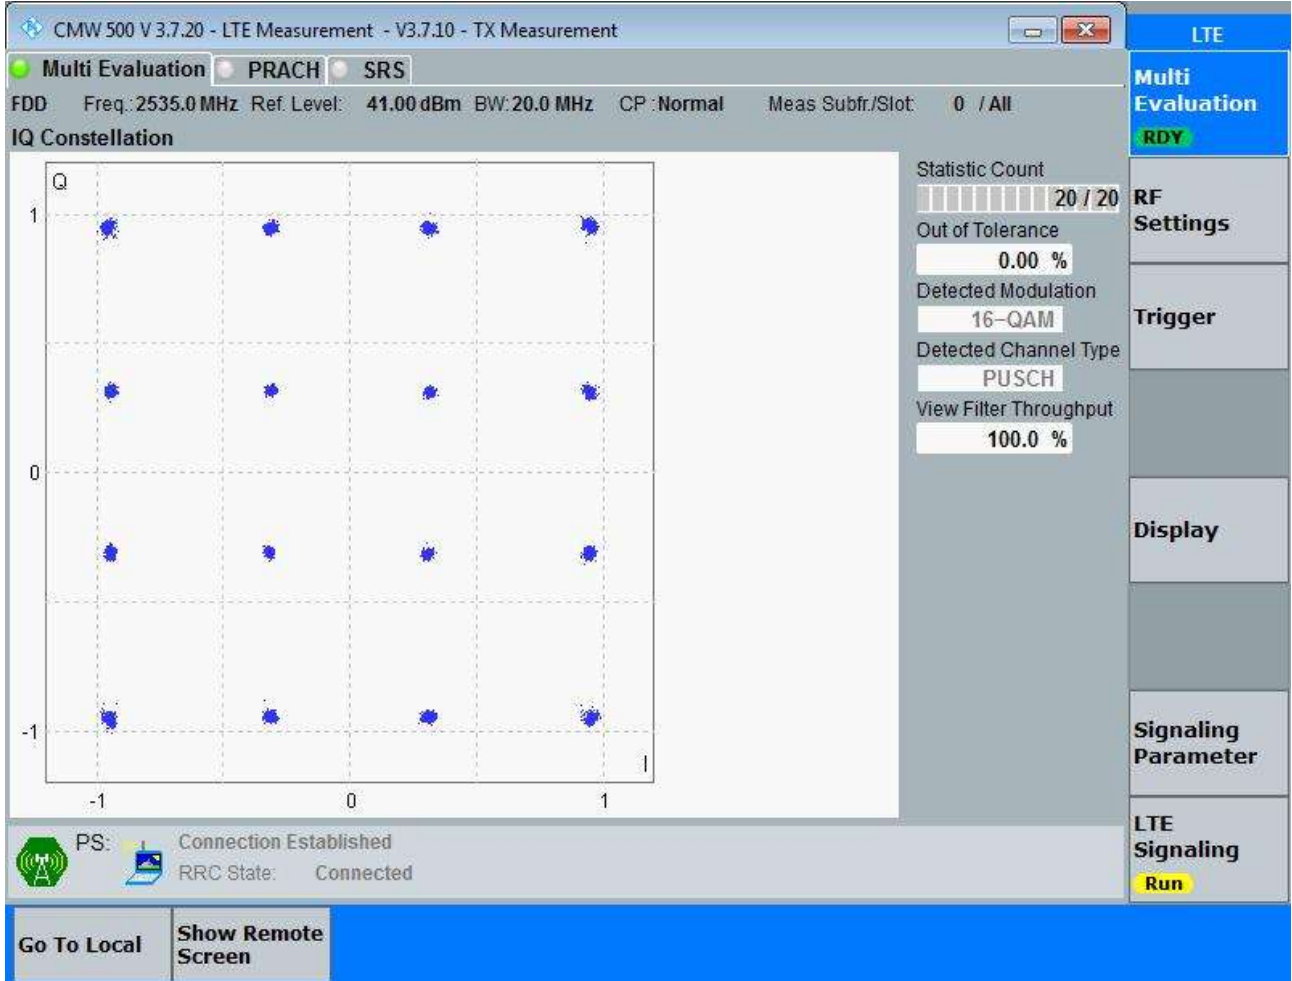 CMW 500 V 3.7.20 - LTE Measurement - V3.7.10 - TX Measurement
LTE
Multi Evaluation PRACH SRS
FDD Freq.: 2535.0 MHz Ref. Level: 41.00 dBm BW: 20.0 MHz CP : Normal Meas Subfr./Slot: 0 / All
IQ Constellation
Q
1
0
-1
I
-1 0 1
Statistic Count
20 / 20
Out of Tolerance
0.00 %
Detected Modulation
16-QAM
Detected Channel Type
PUSCH
View Filter Throughput
100.0 %
Multi
Evaluation
RDY
RF
Settings
Trigger
Display
Signaling
Parameter
LTE
Signaling
Run
PS: Connection Established
RRC State: Connected
Go To Local
Show Remote
Screen